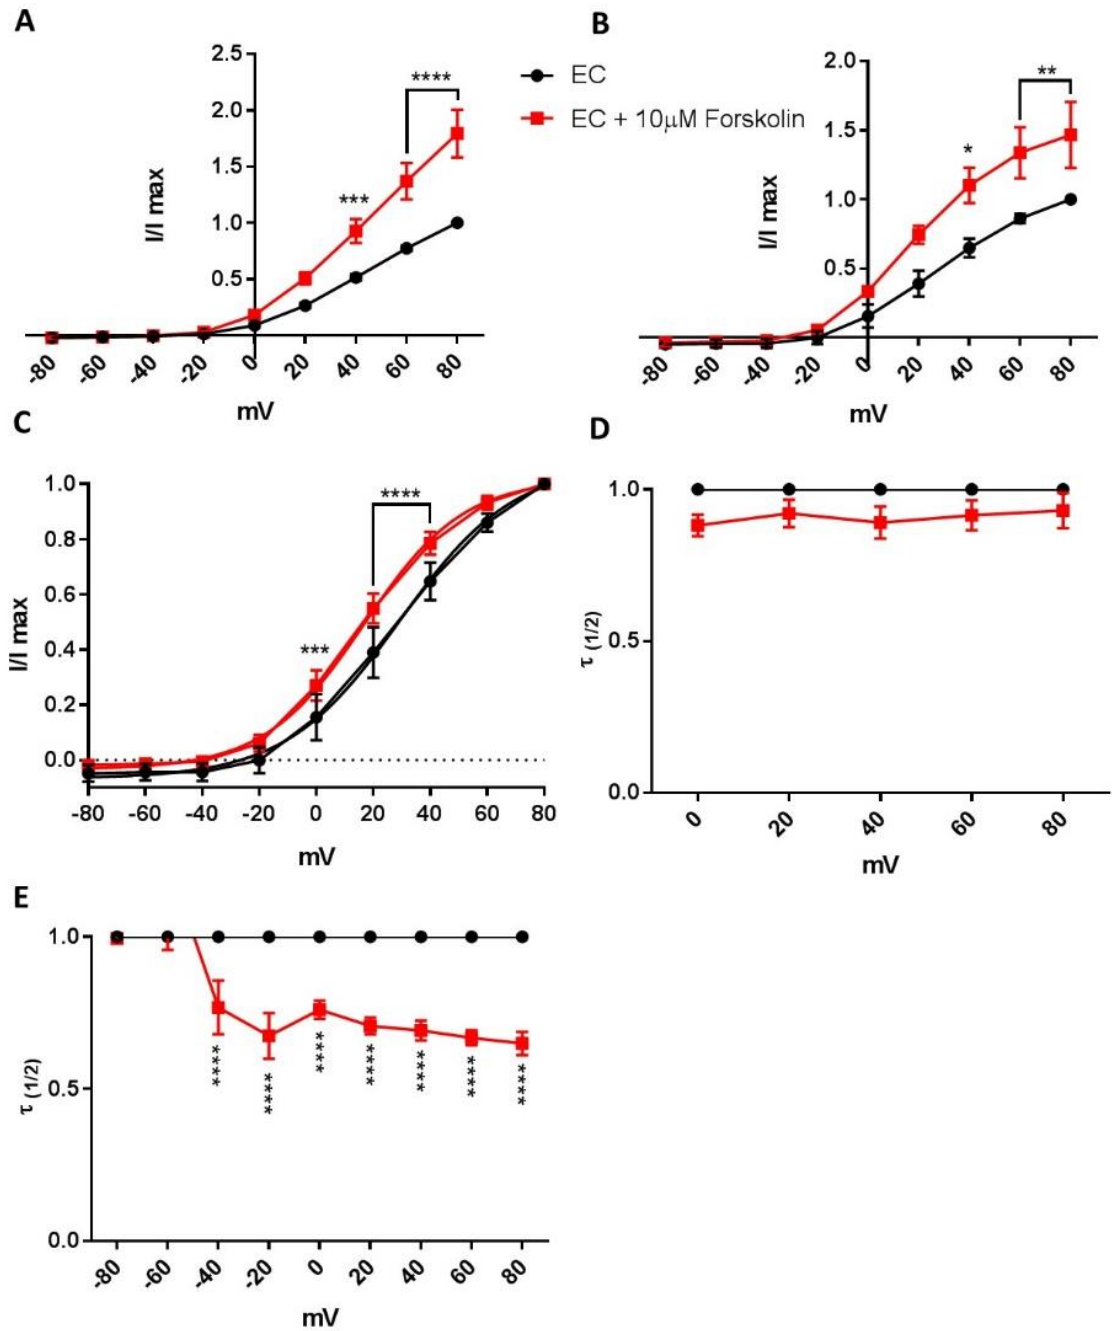 A
2.5
2.0
1.5
1.0
0.5
I/I max
****
***
-80 -60 -40 -20 0 20 40 60 80
mV
EC
EC + 10μM Forskolin
B
2.0
1.5
1.0
0.5
I/I max
**
*
-80 -60 -40 -20 0 20 40 60 80
mV
C
1.0
0.8
0.6
0.4
0.2
0.0
I/I max
****
***
-80 -60 -40 -20 0 20 40 60 80
mV
D
1.0
0.5
0.0
τ (1/2)
0 20 40 60 80
mV
E
1.0
0.5
0.0
τ (1/2)
**** **** **** **** **** **** ****
-80 -60 -40 -20 0 20 40 60 80
mV